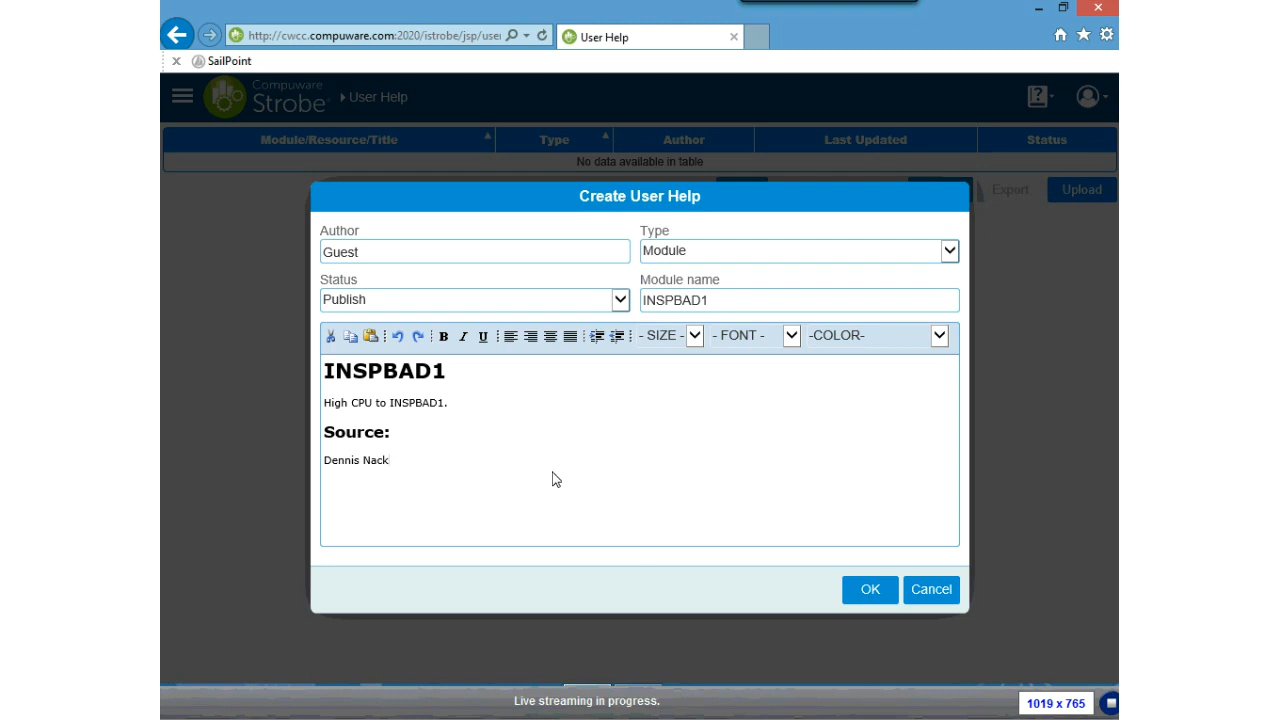 http://cwcc.compuware.com:2020/istrobe/jsp/user
User Help
SailPoint
Compuware
Strobe
User Help
Module/Resource/Title Type Author Last Updated Status
No data available in table
Export Upload
Create User Help
Author Type
Guest Module
Status Module name
Publish INSPBAD1
B I U - SIZE - - FONT - -COLOR-
INSPBAD1
High CPU to INSPBAD1.
Source:
Dennis Nack
OK Cancel
Live streaming in progress.
1019 x 765